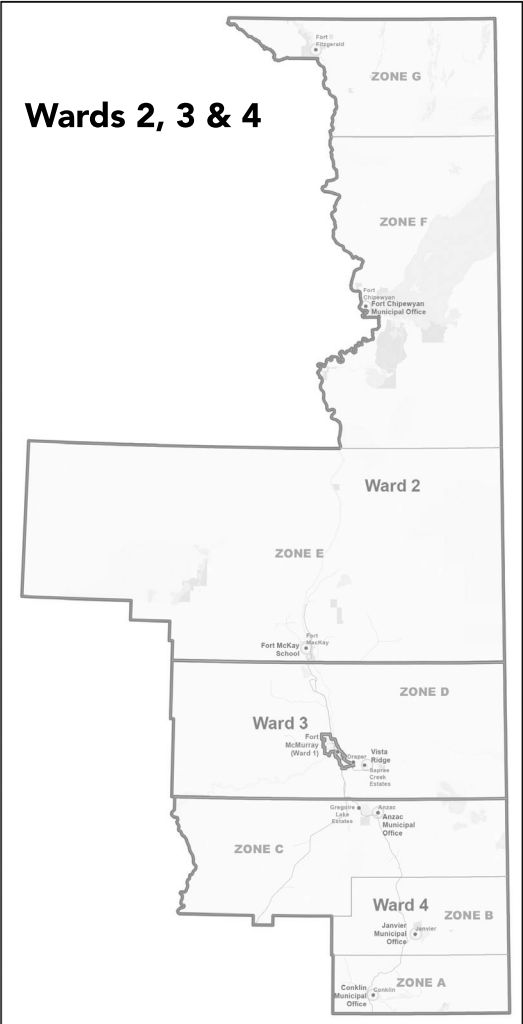 Fort
Fitzgerald
ZONE G
Wards 2, 3 & 4
ZONE F
Fort
Chipewyan
Fort Chipewyan
Municipal Office
Ward 2
ZONE E
Fort
MacKay
Fort McKay
School
ZONE D
Ward 3
Fort
McMurray
(Ward 1)
Draper
Vista
Ridge
Saprae
Creek
Estates
Gregoire
Lake
Estates
Anzac
Anzac
Municipal
Office
ZONE C
Ward 4
ZONE B
Janvier
Municipal
Office
Janvier
ZONE A
Conklin
Municipal
Office
Conklin